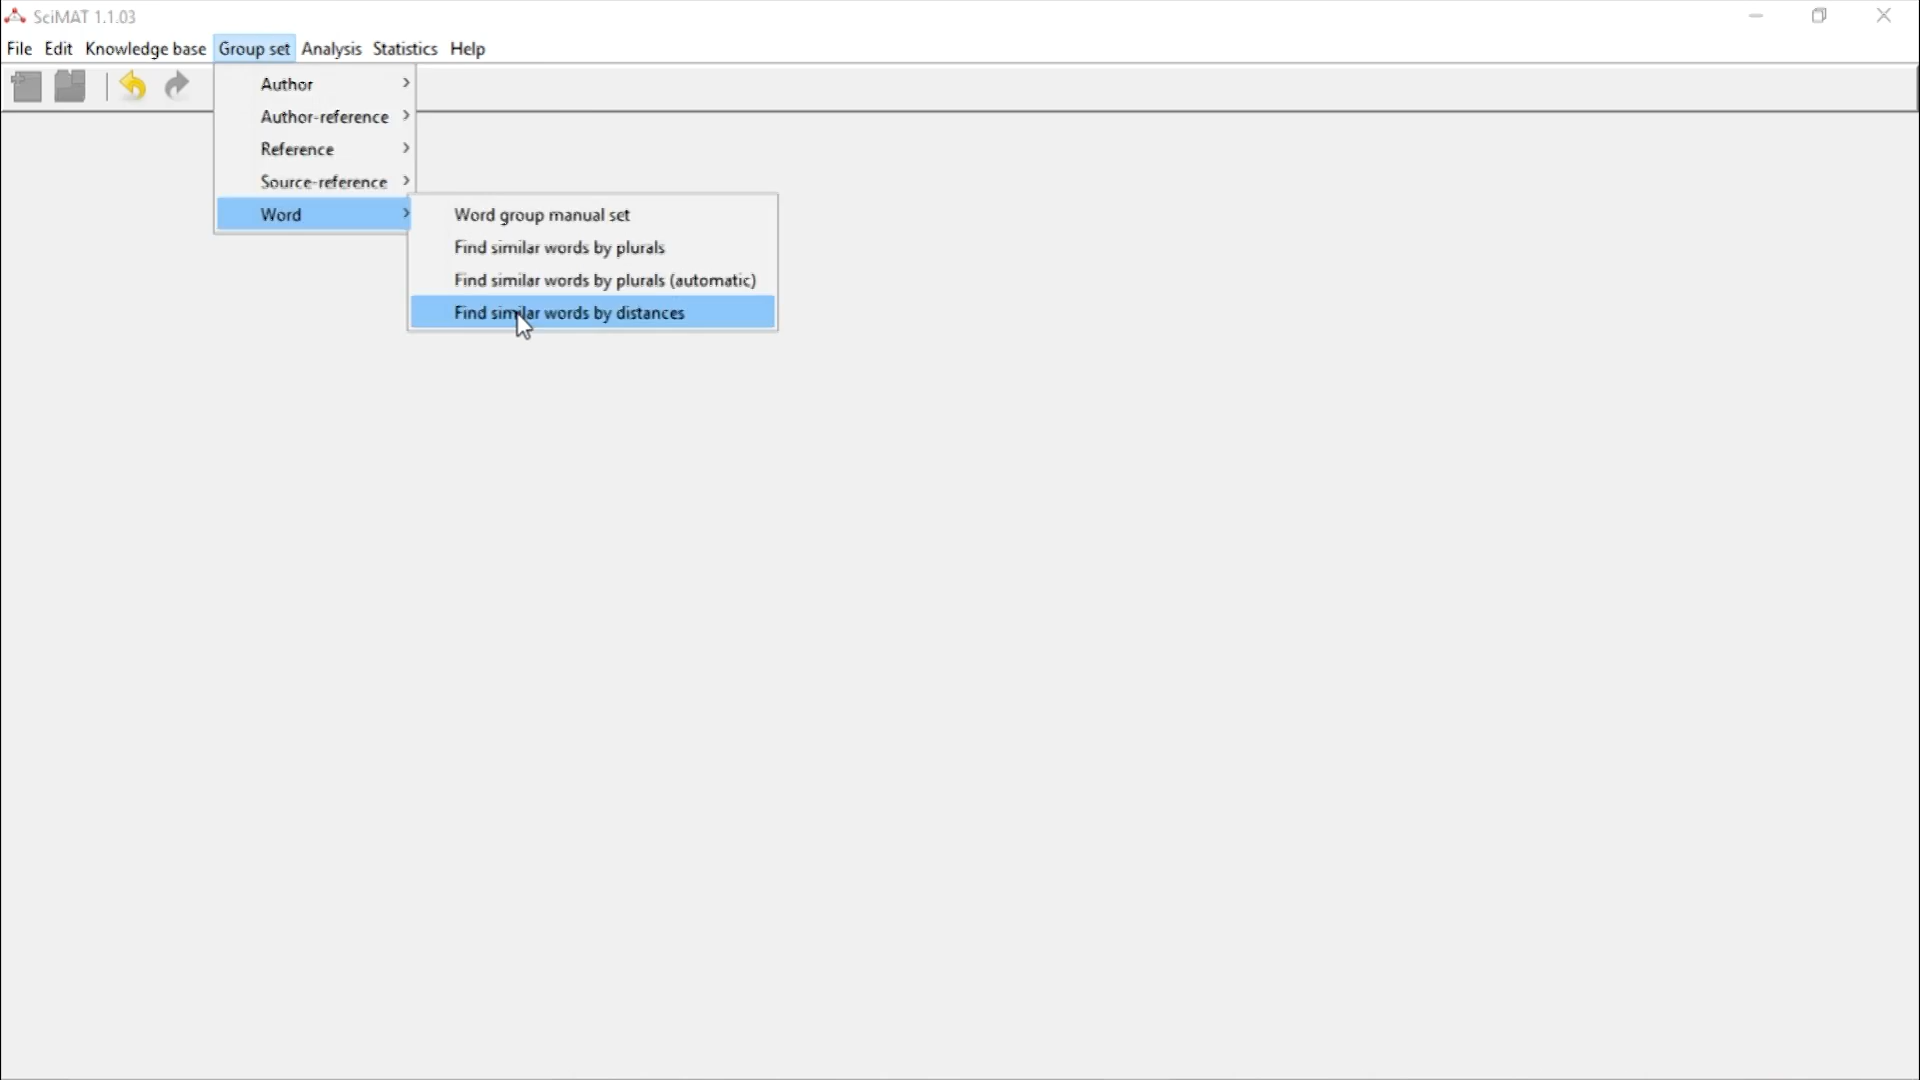 SciMAT 1.1.03
File Edit Knowledge base Group set Analysis Statistics Help
Author
Author-reference
Reference
Source-reference
Word
Word group manual set
Find similar words by plurals
Find similar words by plurals (automatic)
Find similar words by distances